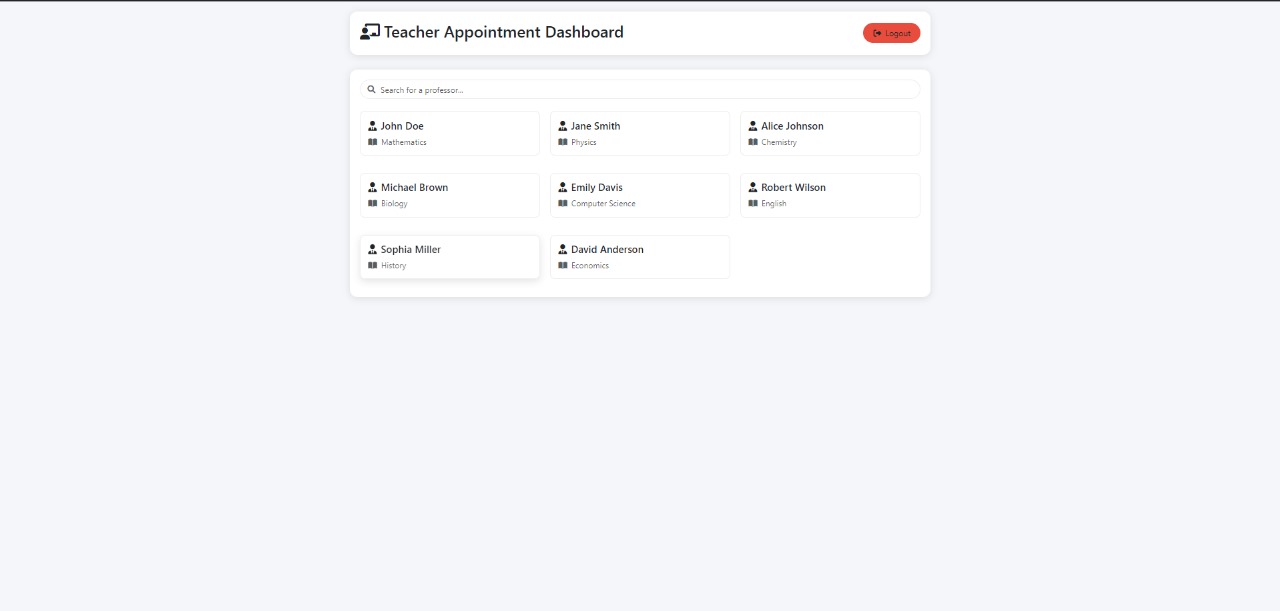 Teacher Appointment Dashboard
Logout
Search for a professor...
John Doe
Mathematics
Jane Smith
Physics
Alice Johnson
Chemistry
Michael Brown
Biology
Emily Davis
Computer Science
Robert Wilson
English
Sophia Miller
History
David Anderson
Economics